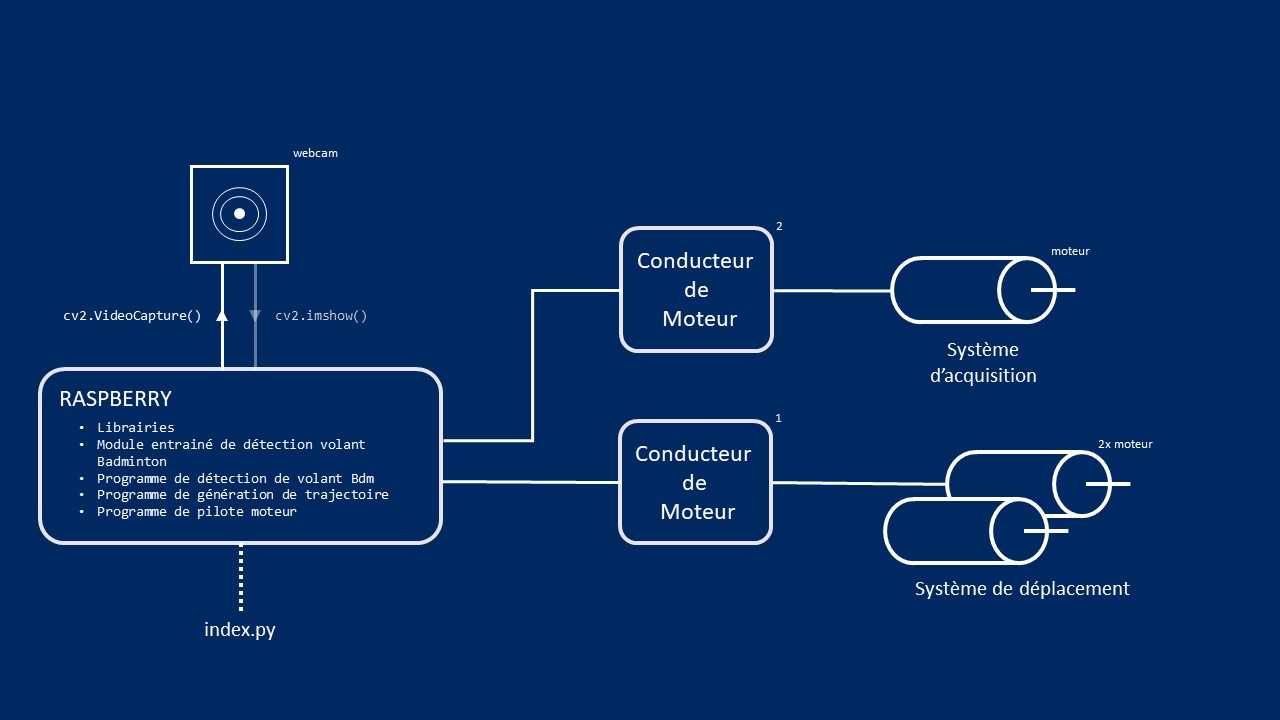 webcam
cv2.VideoCapture()
cv2.imshow()
RASPBERRY
• Librairies
• Module entrainé de détection volant
Badminton
• Programme de détection de volant Bdm
• Programme de génération de trajectoire
• Programme de pilote moteur
index.py
2
Conducteur
de
Moteur
moteur
Système
d’acquisition
1
Conducteur
de
Moteur
2x moteur
Système de déplacement